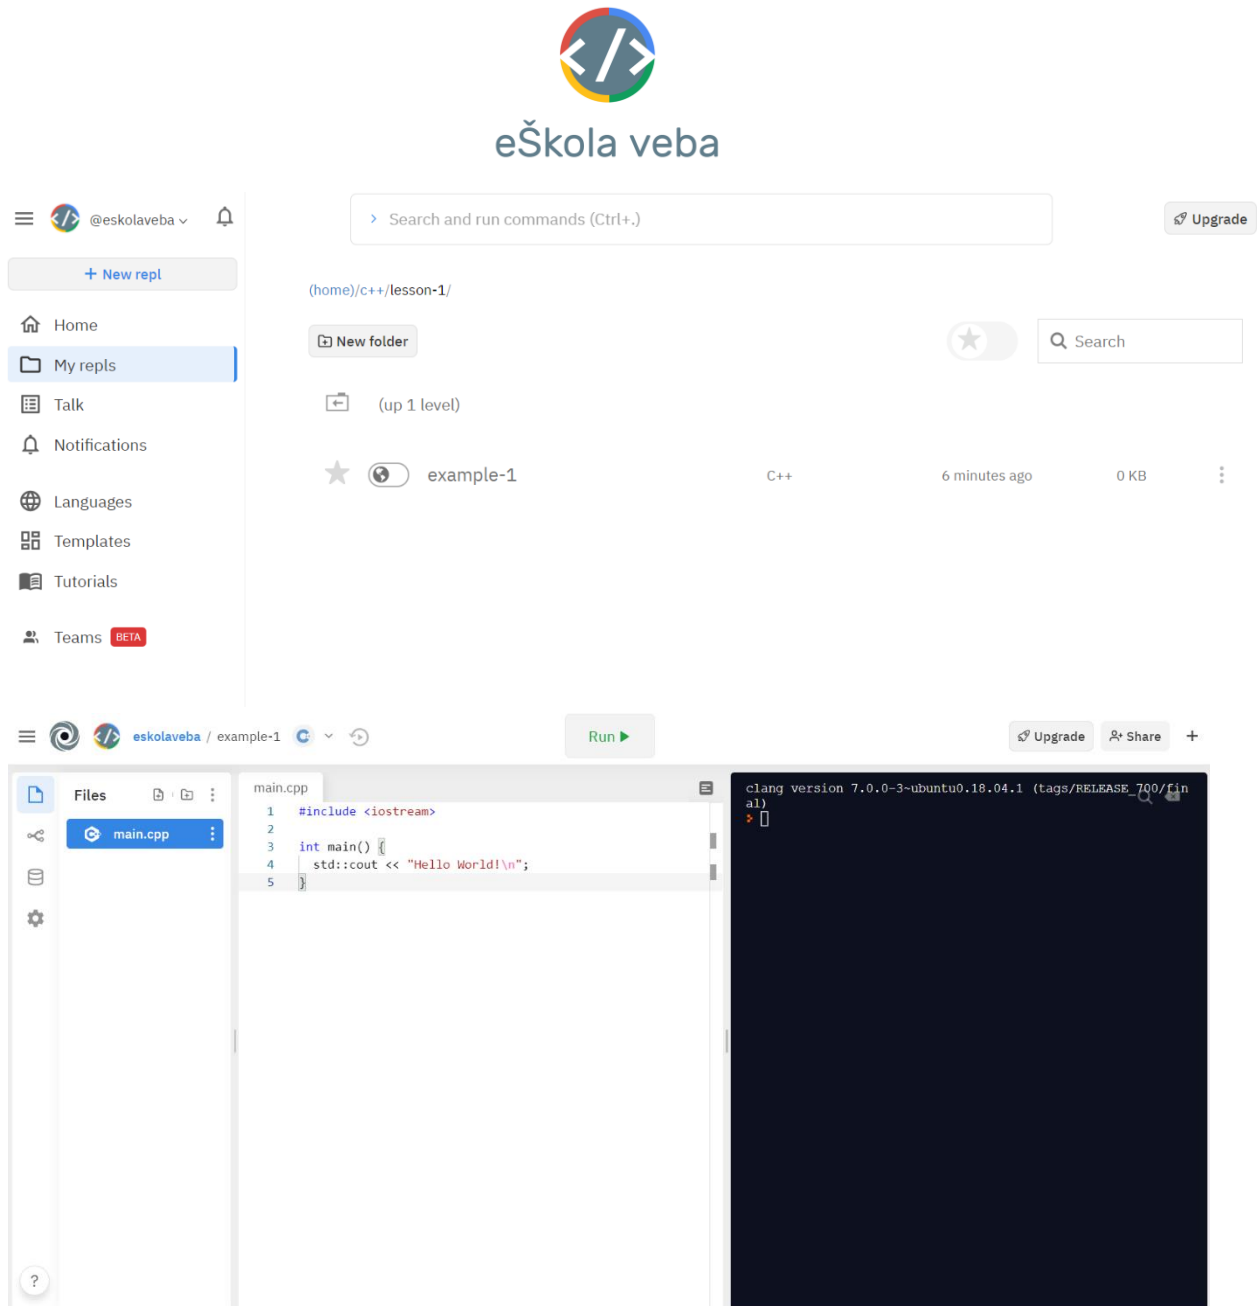 eŠkola veba
@eskolaveba
Search and run commands (Ctrl+.)
Upgrade
+ New repl
(home)/c++/lesson-1/
Home
New folder
Search
My repls
Talk
(up 1 level)
Notifications
example-1 C++ 6 minutes ago 0 KB
Languages
Templates
Tutorials
Teams BETA
eskolaveba / example-1
Run
Upgrade
Share
+
Files
main.cpp
main.cpp
1 #include <iostream>
2
3 int main() {
4 std::cout << "Hello World!\n";
5 }
clang version 7.0.0-3~ubuntu0.18.04.1 (tags/RELEASE_700/fin
al)
?